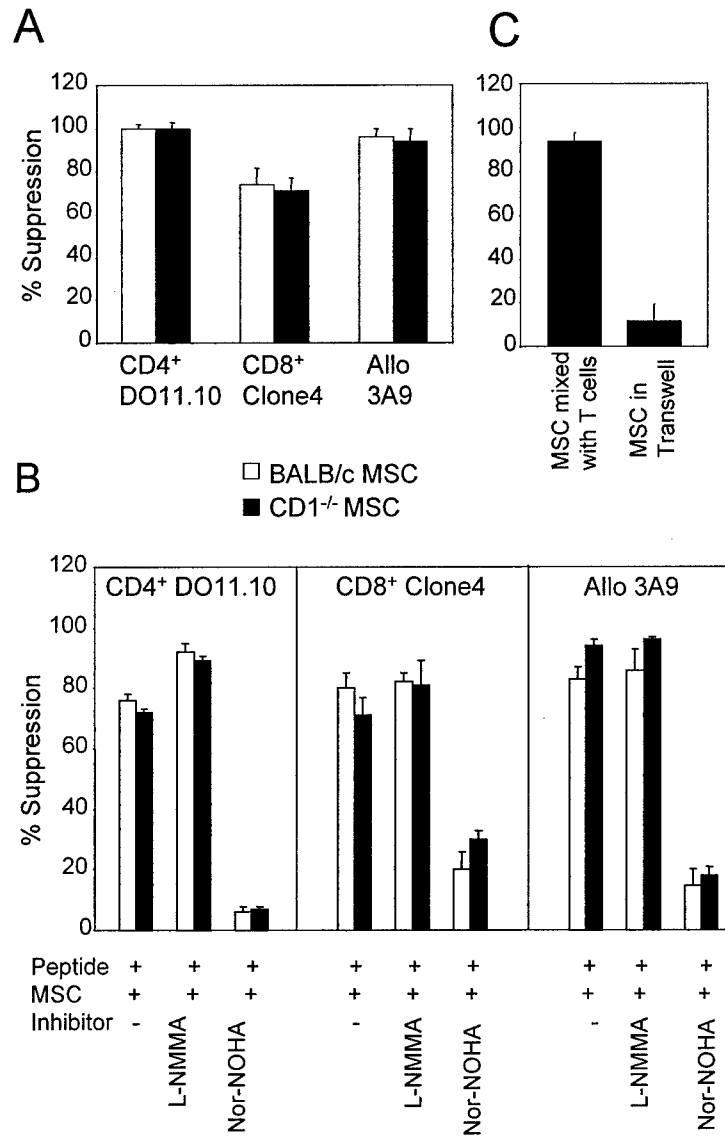 A
120
100
80
60
40
20
0
% Suppression
CD4+ DO11.10
CD8+ Clone4
Allo 3A9
C
120
100
80
60
40
20
0
MSC mixed with T cells
MSC in Transwell
BALB/c MSC
CD1-/- MSC
B
120
100
80
60
40
20
0
% Suppression
CD4+ DO11.10
CD8+ Clone4
Allo 3A9
Peptide + + + + + + + + +
MSC + + + + + + + + +
Inhibitor - L-NMMA Nor-NOHA - L-NMMA Nor-NOHA - L-NMMA Nor-NOHA